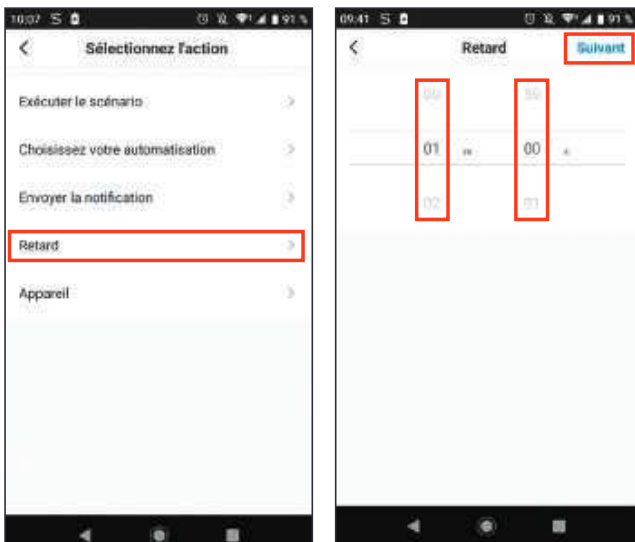 10:07 91 %
Sélectionnez l'action
Exécuter le scénario
Choisissez votre automatisation
Envoyer la notification
Retard
Appareil
09:41 91 %
Retard Suivant
00 59
01 m 00 s
02 01